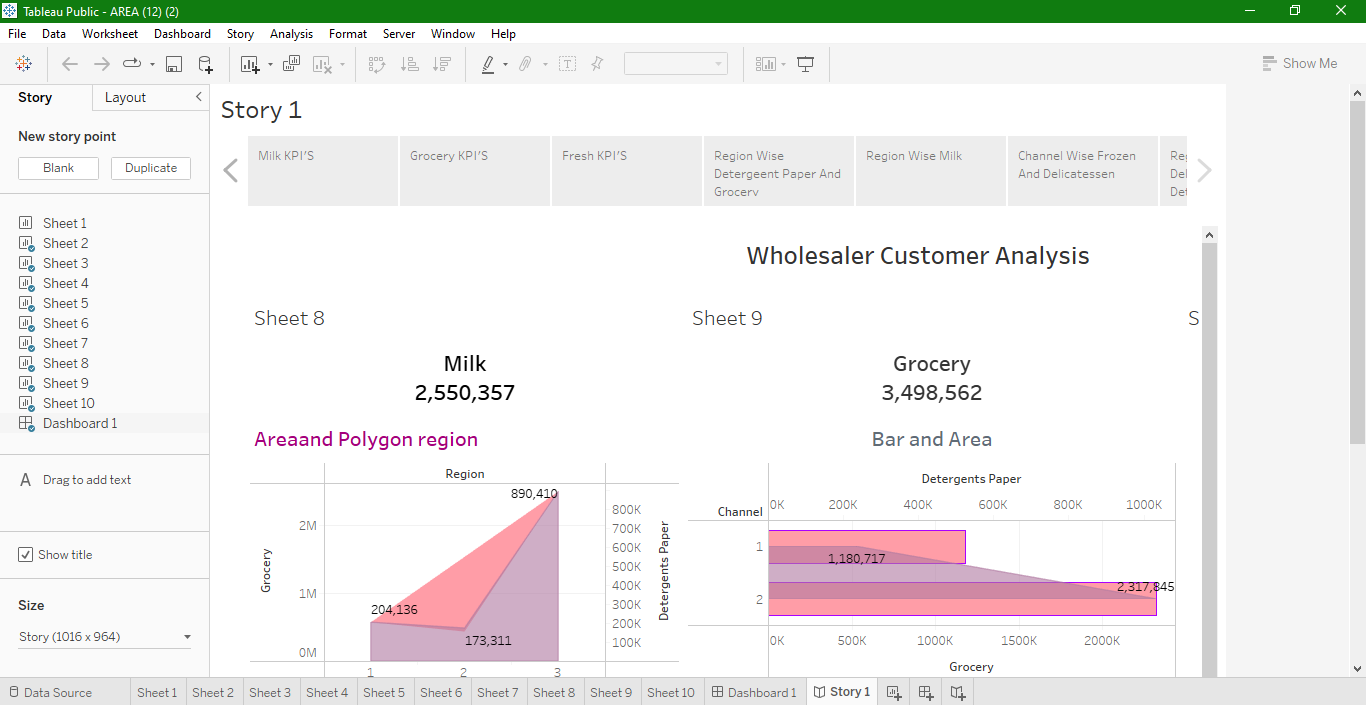 Tableau Public - AREA (12) (2)
File Data Worksheet Dashboard Story Analysis Format Server Window Help
Show Me
Story Layout
New story point
Blank Duplicate
Sheet 1
Sheet 2
Sheet 3
Sheet 4
Sheet 5
Sheet 6
Sheet 7
Sheet 8
Sheet 9
Sheet 10
Dashboard 1
A Drag to add text
Show title
Size
Story (1016 x 964)
Story 1
Milk KPI'S
Grocery KPI'S
Fresh KPI'S
Region Wise
Detergeent Paper And
Grocery
Region Wise Milk
Channel Wise Frozen
And Delicatessen
Wholesaler Customer Analysis
Sheet 8
Milk
2,550,357
Sheet 9
Grocery
3,498,562
S
Areaand Polygon region
Region
Grocery
2M
1M
0M
890,410
204,136
173,311
800K
700K
600K
500K
400K
300K
200K
100K
Detergents Paper
1 2 3
Bar and Area
Detergents Paper
Channel 0K 200K 400K 600K 800K 1000K
1 1,180,717
2 2,317,845
0K 500K 1000K 1500K 2000K
Grocery
Data Source Sheet 1 Sheet 2 Sheet 3 Sheet 4 Sheet 5 Sheet 6 Sheet 7 Sheet 8 Sheet 9 Sheet 10 Dashboard 1 Story 1